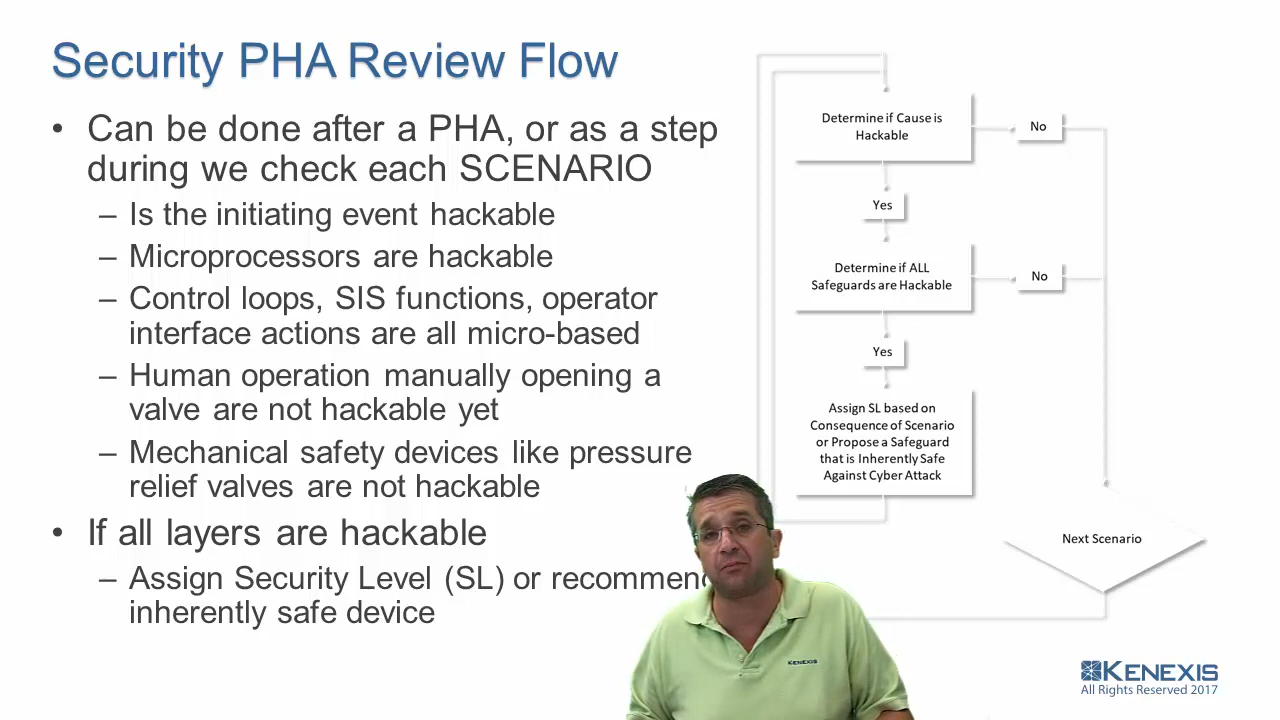 Security PHA Review Flow
• Can be done after a PHA, or as a step
during we check each SCENARIO
– Is the initiating event hackable
– Microprocessors are hackable
– Control loops, SIS functions, operator
interface actions are all micro-based
– Human operation manually opening a
valve are not hackable yet
– Mechanical safety devices like pressure
relief valves are not hackable
• If all layers are hackable
– Assign Security Level (SL) or recommend
inherently safe device
Determine if Cause is
Hackable
No
Yes
Determine if ALL
Safeguards are Hackable
No
Yes
Assign SL based on
Consequence of Scenario
or Propose a Safeguard
that is Inherently Safe
Against Cyber Attack
Next Scenario
KENEXIS
KENEXIS
All Rights Reserved 2017